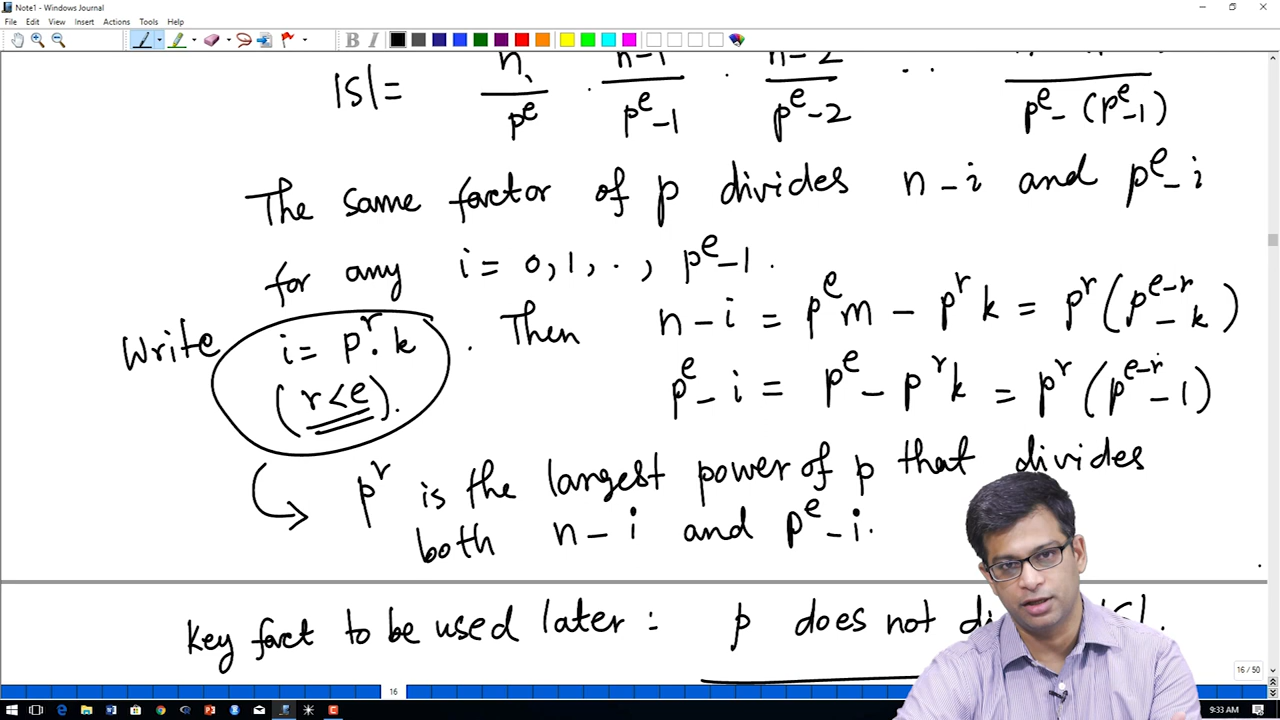 Note1 - Windows Journal
File Edit View Insert Actions Tools Help
|S| = n/p^e · n-1/p^e-1 · n-2/p^e-2 · · /p^e-(p^e-1)
The same factor of p divides n-i and p^e-i
for any i = 0, 1, ··, p^e-1.
Write i = p^r · k (r<e). Then n-i = p^e m - p^r k = p^r (p^{e-r} - k)
p^e-i = p^e - p^r k = p^r (p^{e-r} - 1)
p^r is the largest power of p that divides
both n-i and p^e-i.
Key fact to be used later : p does not
16 16 / 50
9:33 AM